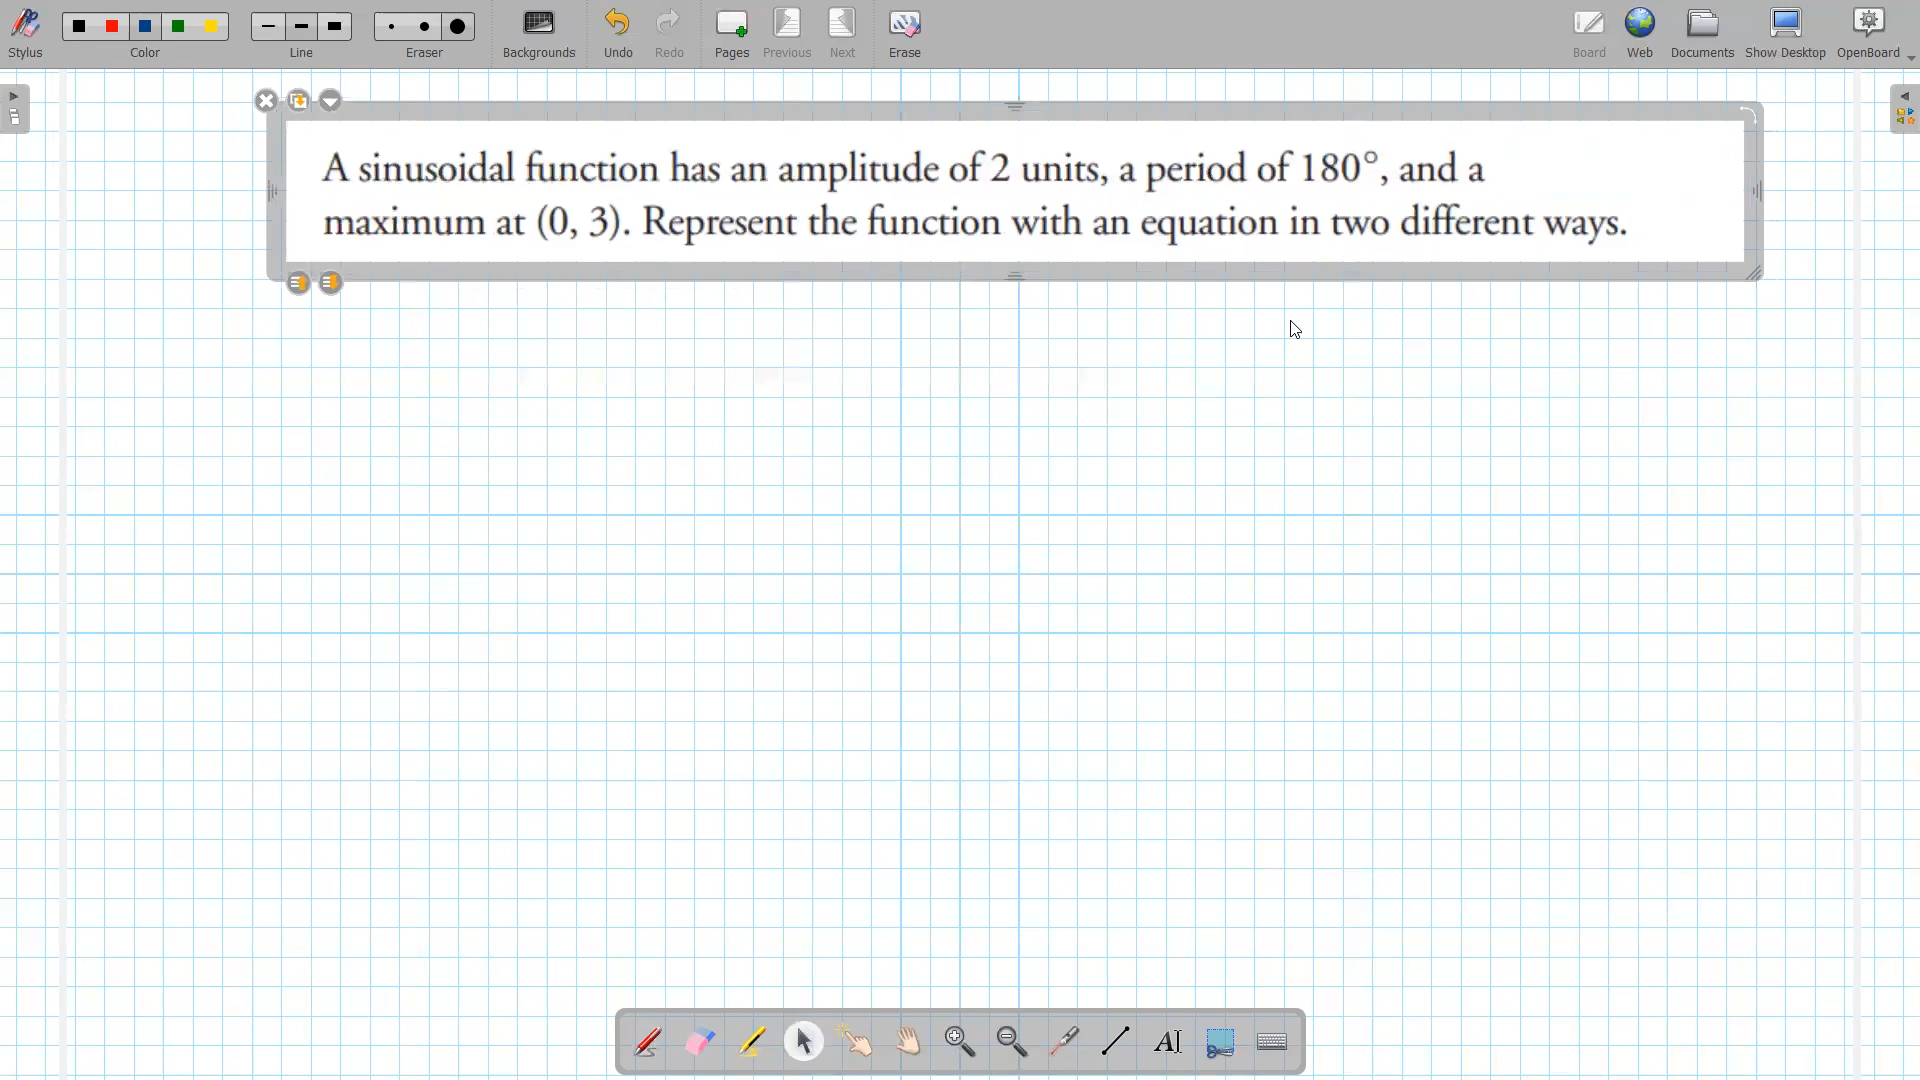 Stylus
Color
Line
Eraser
Backgrounds
Undo
Redo
Pages
Previous
Next
Erase
Board
Web
Documents
Show Desktop
OpenBoard
A sinusoidal function has an amplitude of 2 units, a period of 180°, and a
maximum at (0, 3). Represent the function with an equation in two different ways.